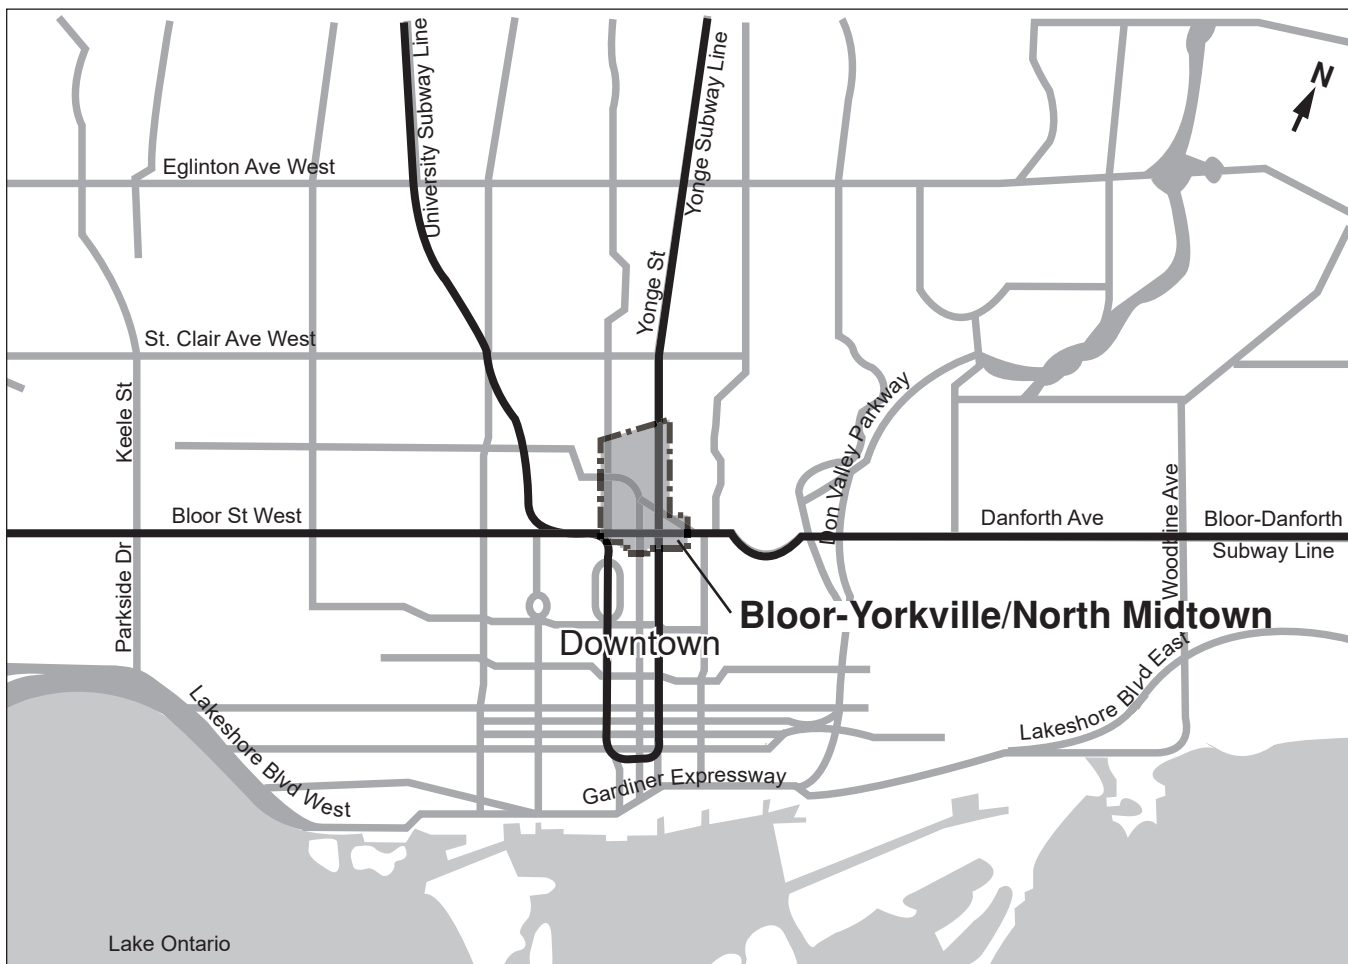 University Subway Line
Yonge Subway Line
N
Eglinton Ave West
Yonge St
St. Clair Ave West
Keele St
Don Valley Parkway
Bloor St West
Danforth Ave
Woodbine Ave
Bloor-Danforth
Subway Line
Parkside Dr
Bloor-Yorkville/North Midtown
Downtown
Lakeshore Blvd East
Lakeshore Blvd West
Gardiner Expressway
Lake Ontario